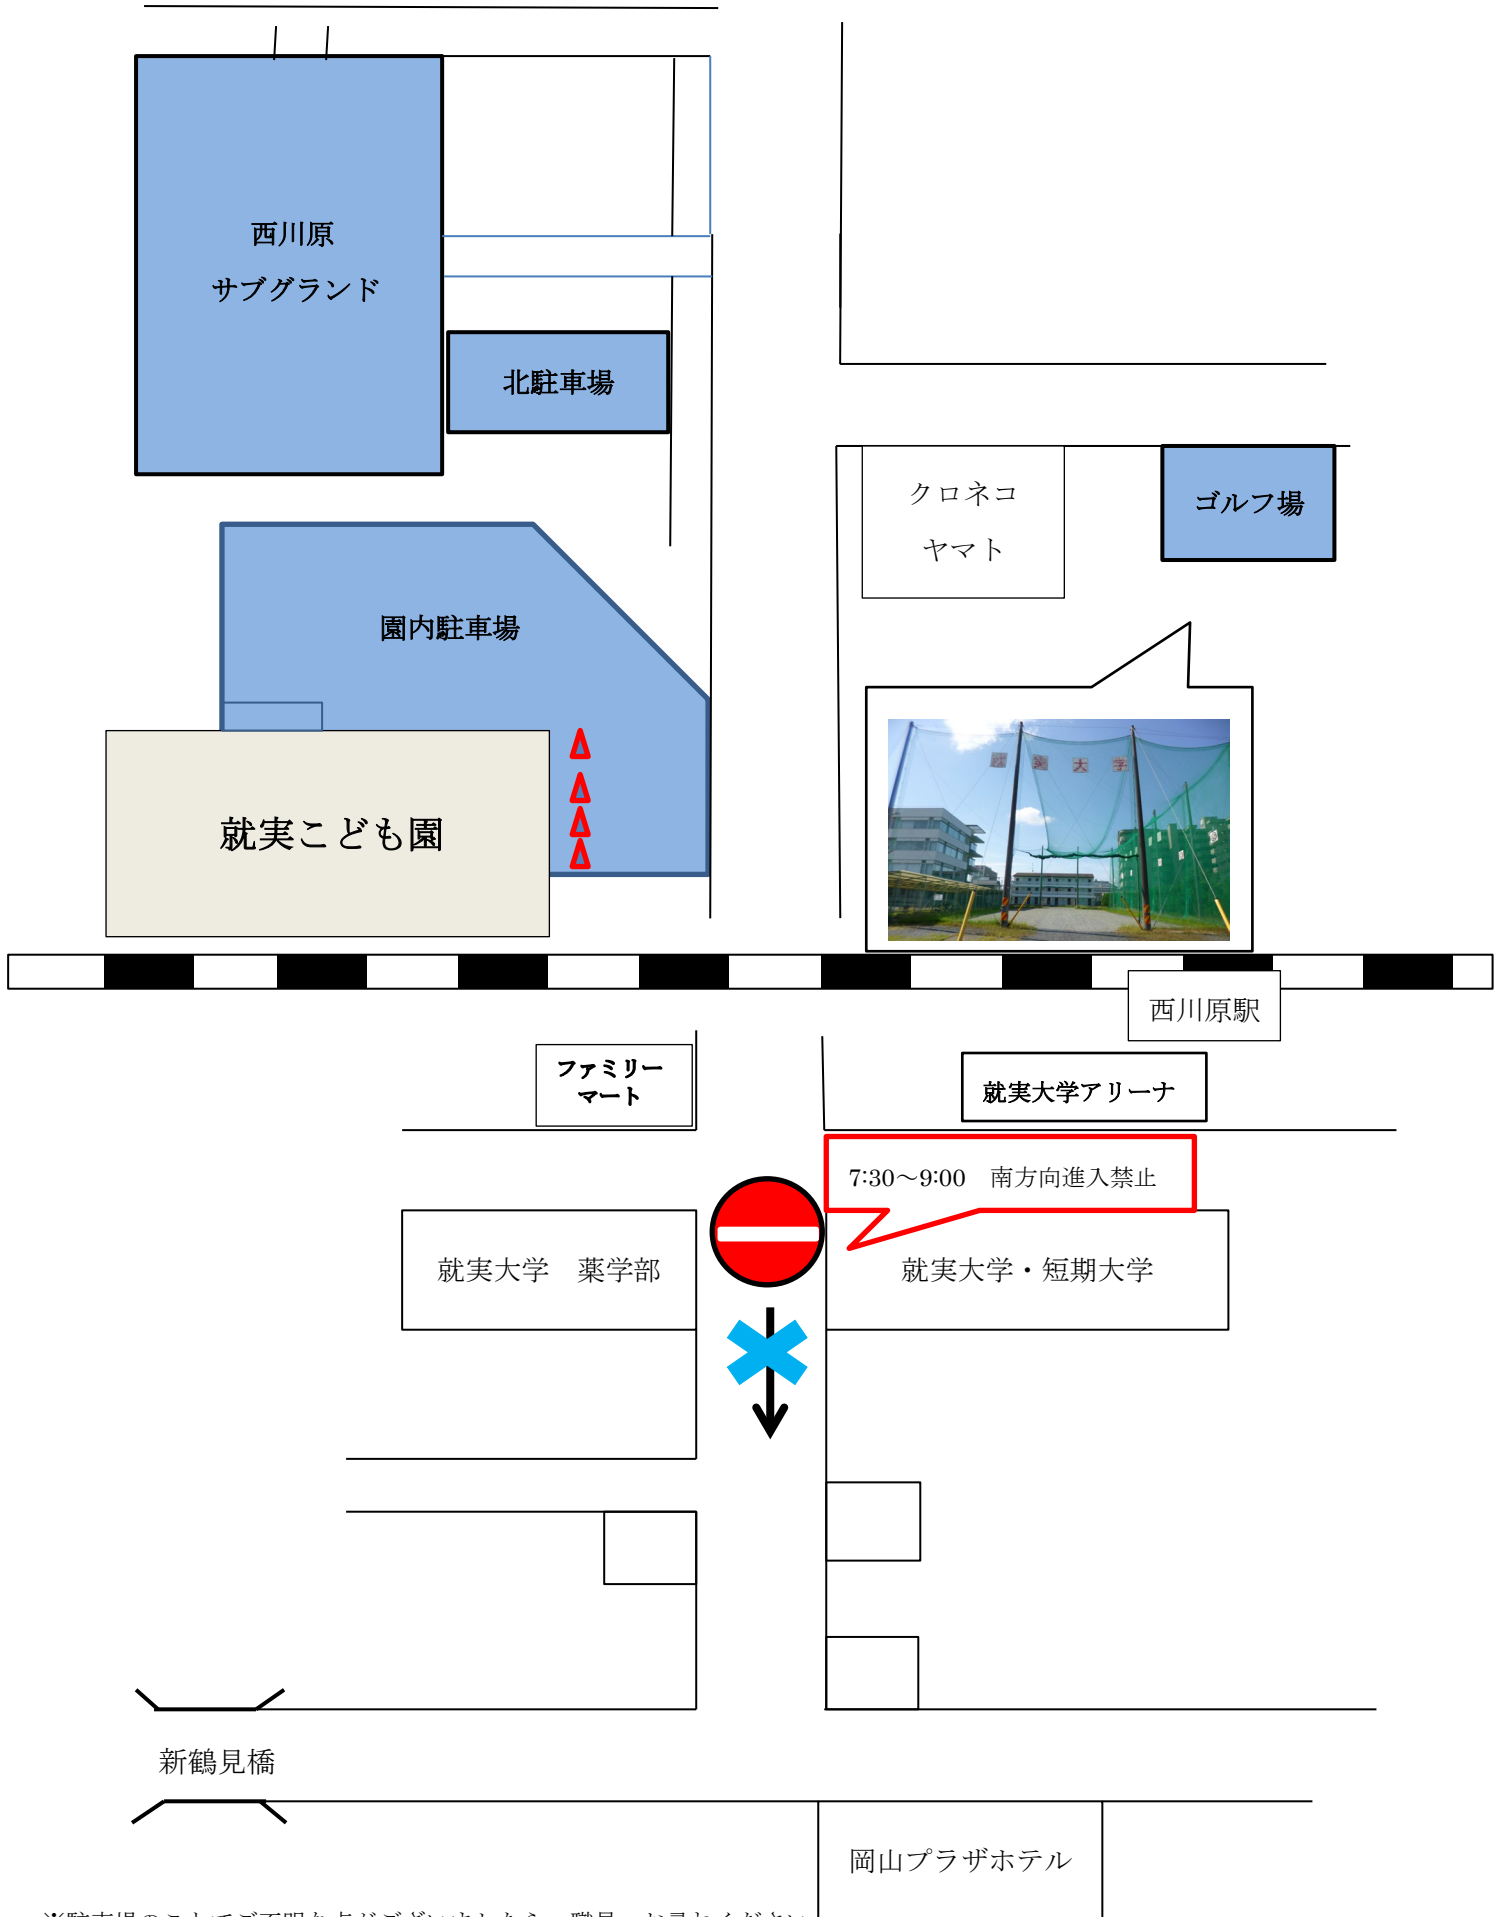 西川原
サブグランド
北駐車場
クロネコ
ヤマト
ゴルフ場
園内駐車場
就実こども園
大学
西川原駅
ファミリー
マート
就実大学アリーナ
7:30～9:00　南方向進入禁止
就実大学　薬学部
就実大学・短期大学
新鶴見橋
岡山プラザホテル